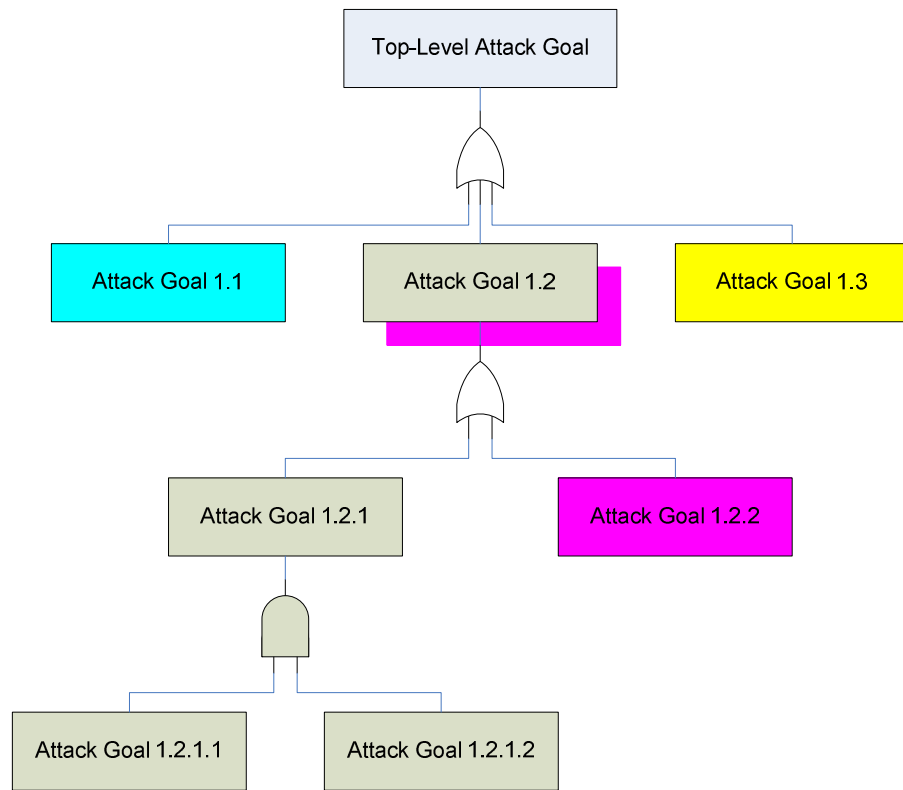 Top-Level Attack Goal
Attack Goal 1.1
Attack Goal 1.2
Attack Goal 1.3
Attack Goal 1.2.1
Attack Goal 1.2.2
Attack Goal 1.2.1.1
Attack Goal 1.2.1.2